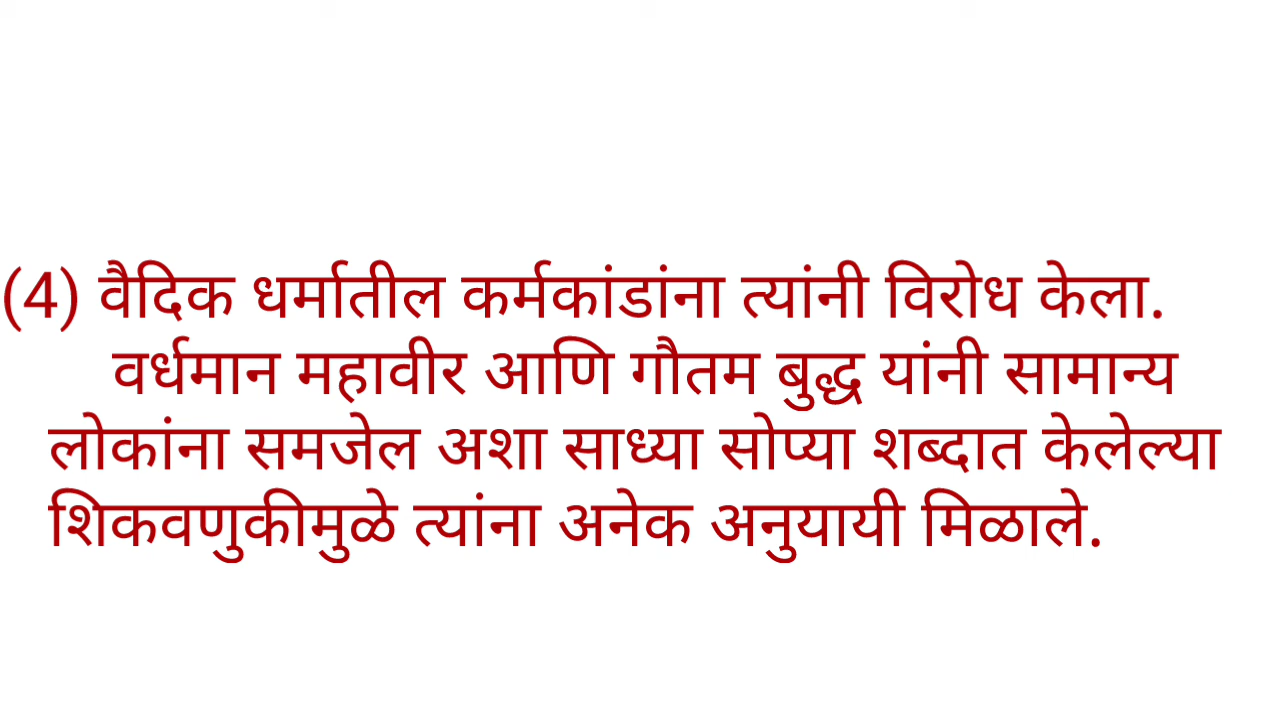 (4) वैदिक धर्मातील कर्मकांडांना त्यांनी विरोध केला.
वर्धमान महावीर आणि गौतम बुद्ध यांनी सामान्य
लोकांना समजेल अशा साध्या सोप्या शब्दात केलेल्या
शिकवणुकीमुळे त्यांना अनेक अनुयायी मिळाले.